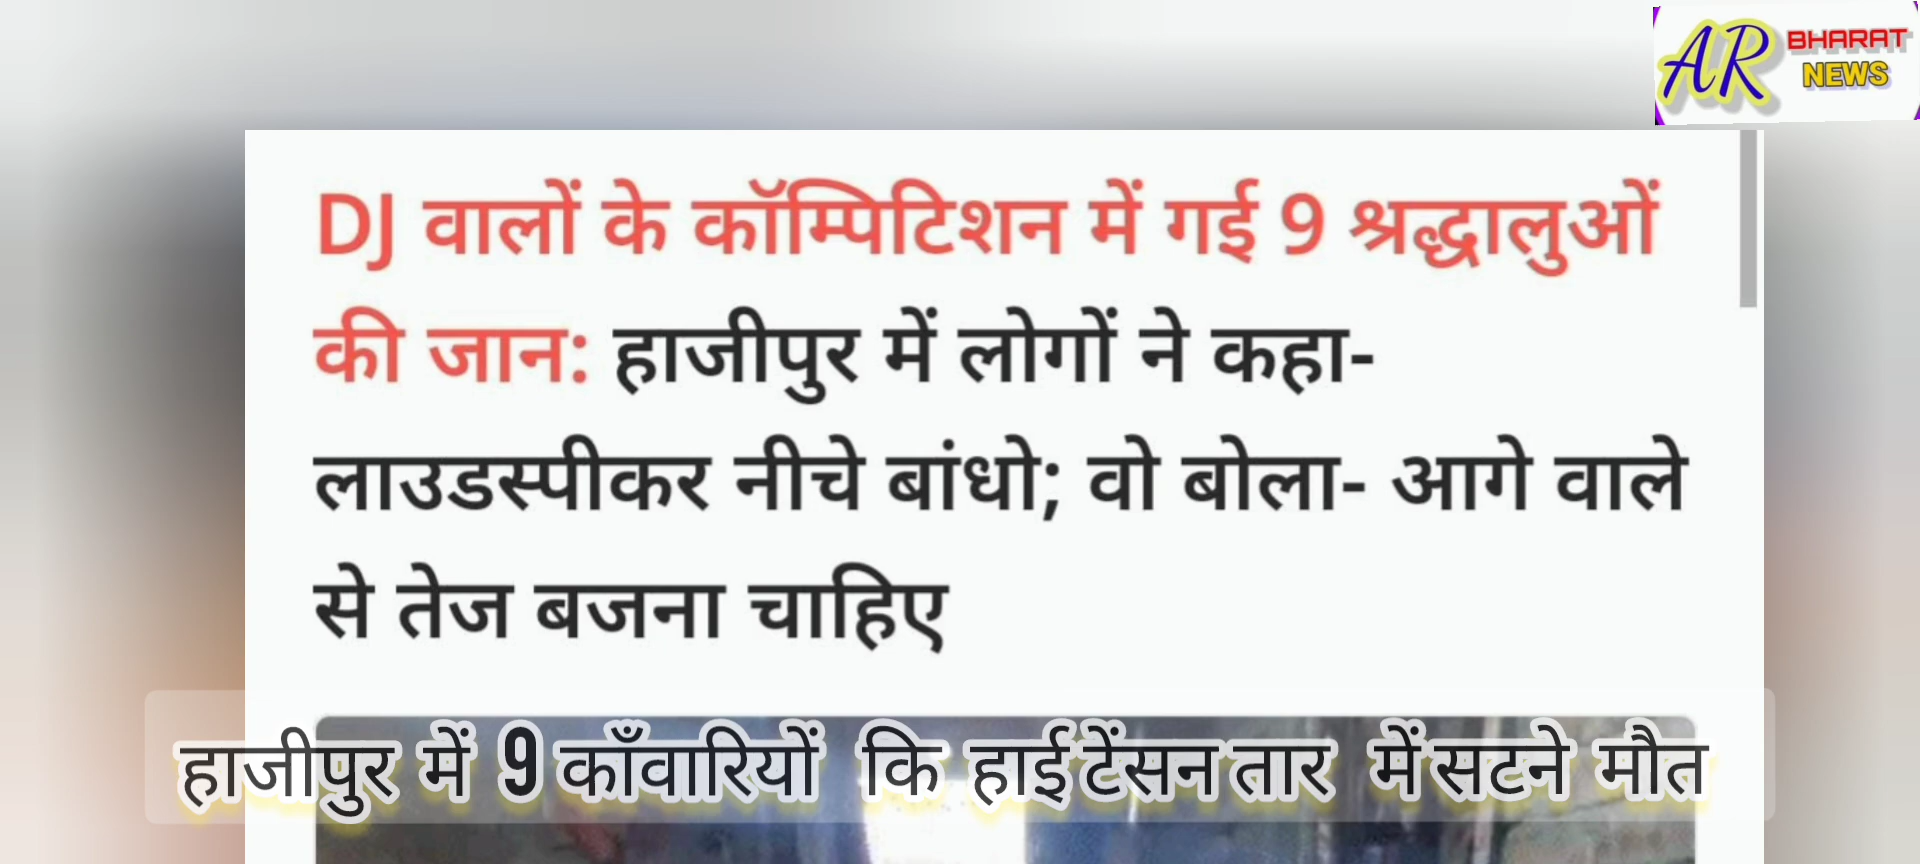 AR BHARAT
NEWS
DJ वालों के कॉम्पिटिशन में गई 9 श्रद्धालुओं
की जान: हाजीपुर में लोगों ने कहा-
लाउडस्पीकर नीचे बांधो; वो बोला- आगे वाले
से तेज बजना चाहिए
हाजीपुर में 9 काँवारियों कि हाई टेंसन तार में सटने मौत